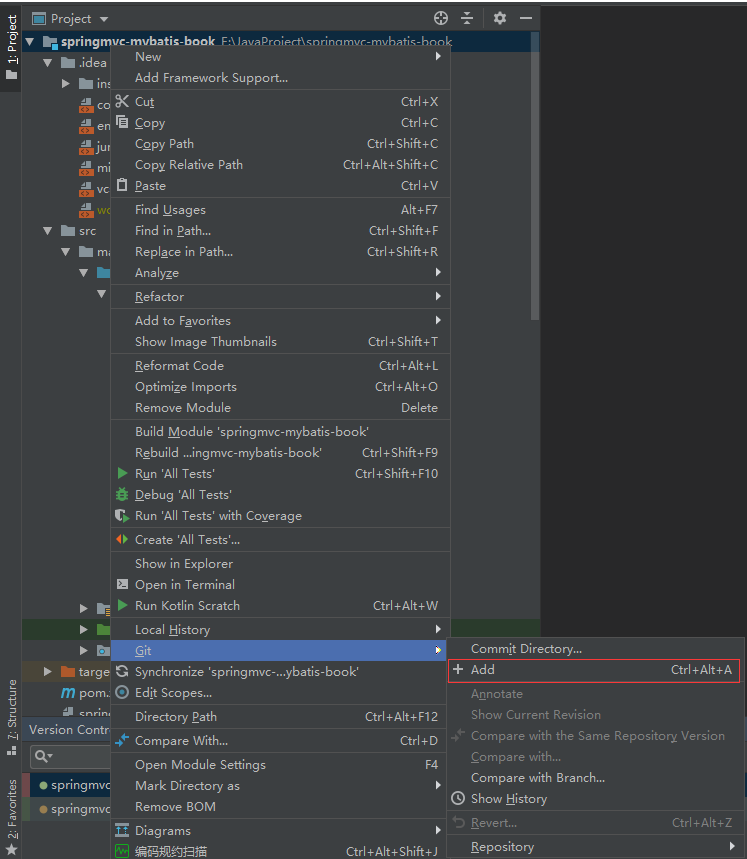 1: Project
Project
springmvc-mybatis-book E:\JavaProject\springmvc-mybatis-book
.idea
New
Add Framework Support...
ins
Cut Ctrl+X
co
Copy Ctrl+C
en
Copy Path Ctrl+Shift+C
jun
Copy Relative Path Ctrl+Alt+Shift+C
mi
Paste Ctrl+V
vc
Find Usages Alt+F7
wo
Find in Path... Ctrl+Shift+F
src
Replace in Path... Ctrl+Shift+R
ma
Analyze
Refactor
Add to Favorites
Show Image Thumbnails Ctrl+Shift+T
Reformat Code Ctrl+Alt+L
Optimize Imports Ctrl+Alt+O
Remove Module Delete
Build Module 'springmvc-mybatis-book'
Rebuild ...ingmvc-mybatis-book' Ctrl+Shift+F9
Run 'All Tests' Ctrl+Shift+F10
Debug 'All Tests'
Run 'All Tests' with Coverage
Create 'All Tests'...
Show in Explorer
Open in Terminal
Run Kotlin Scratch Ctrl+Alt+W
Local History
Git
Commit Directory...
targe
Synchronize 'springmvc-...ybatis-book'
Add Ctrl+Alt+A
pom.
Edit Scopes...
Annotate
spring
Directory Path Ctrl+Alt+F12
Show Current Revision
7: Structure
Version Contr
Compare With... Ctrl+D
Compare with the Same Repository Version
Open Module Settings F4
Compare with...
springmvc
Mark Directory as
Compare with Branch...
springmvc
Remove BOM
Show History
2: Favorites
Diagrams
Revert... Ctrl+Alt+Z
编码规约扫描 Ctrl+Alt+Shift+J
Repository